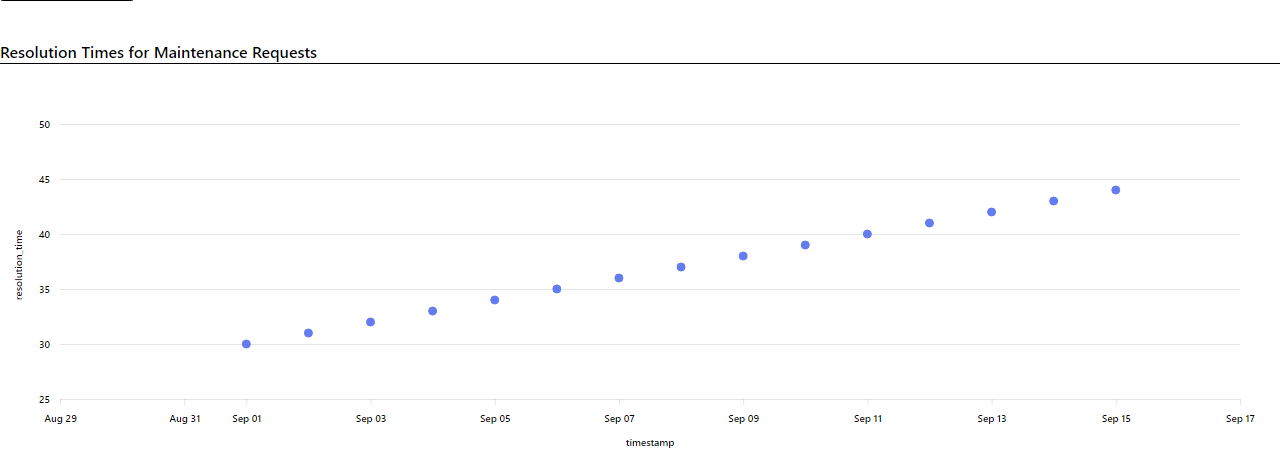 Resolution Times for Maintenance Requests
50
45
40
35
30
25
resolution_time
Aug 29 Aug 31 Sep 01 Sep 03 Sep 05 Sep 07 Sep 09 Sep 11 Sep 13 Sep 15 Sep 17
timestamp